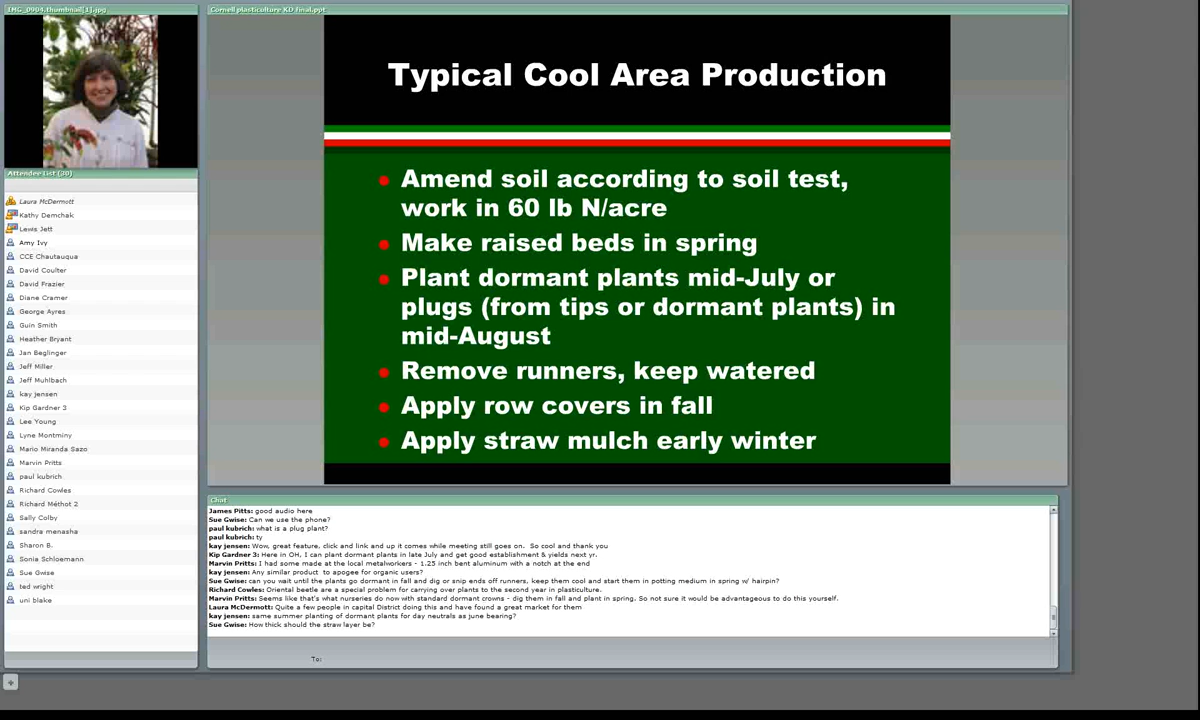 IMG_0904.thumbnail[1].jpg
Cornell plasticulture KD final.ppt
Typical Cool Area Production
Amend soil according to soil test,
work in 60 lb N/acre
Make raised beds in spring
Plant dormant plants mid-July or
plugs (from tips or dormant plants) in
mid-August
Remove runners, keep watered
Apply row covers in fall
Apply straw mulch early winter
Attendee List (30)
Laura McDermott
Kathy Demchak
Lewis Jett
Amy Ivy
CCE Chautauqua
David Coulter
David Frazier
Diane Cramer
George Ayres
Guin Smith
Heather Bryant
Jan Beglinger
Jeff Miller
Jeff Muhlbach
kay jensen
Kip Gardner 3
Lee Young
Lyne Montminy
Mario Miranda Sazo
Marvin Pritts
paul kubrich
Richard Cowles
Richard Méthot 2
Sally Colby
sandra menasha
Sharon B.
Sonia Schloemann
Sue Gwise
ted wright
uni blake
Chat
James Pitts: good audio here
Sue Gwise: Can we use the phone?
paul kubrich: what is a plug plant?
paul kubrich: ty
kay jensen: Wow, great feature, click and link and up it comes while meeting still goes on.  So cool and thank you
Kip Gardner 3: Here in OH, I can plant dormant plants in late July and get good establishment & yields next yr.
Marvin Pritts: I had some made at the local metalworkers - 1.25 inch bent aluminum with a notch at the end
kay jensen: Any similar product  to apogee for organic users?
Sue Gwise: can you wait until the plants go dormant in fall and dig or snip ends off runners, keep them cool and start them in potting medium in spring w/ hairpin?
Richard Cowles: Oriental beetle are a special problem for carrying over plants to the second year in plasticulture.
Marvin Pritts: Seems like that's what nurseries do now with standard dormant crowns - dig them in fall and plant in spring. So not sure it would be advantageous to do this yourself.
Laura McDermott: Quite a few people in capital District doing this and have found a great market for them
kay jensen: same summer planting of dormant plants for day neutrals as june bearing?
Sue Gwise: How thick should the straw layer be?
To: